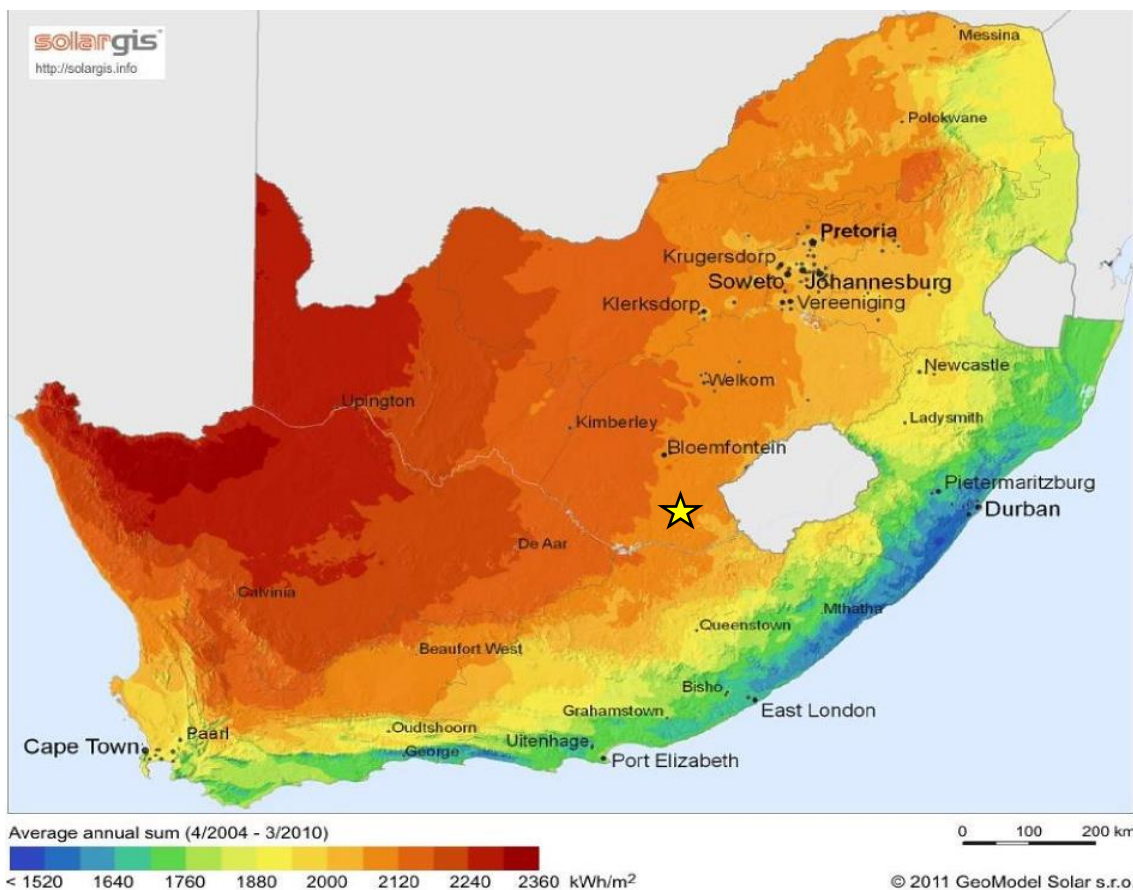 solargis
http://solargis.info
Messina
Polokwane
Pretoria
Krugersdorp
Soweto
Johannesburg
Klerksdorp
Vereeniging
Newcastle
Welkom
Upington
Kimberley
Ladysmith
Bloemfontein
Pietermaritzburg
Durban
De Aar
Calvinia
Mthatha
Queenstown
Beaufort West
Bisho
Grahamstown
East London
Oudtshoorn
Paarl
Cape Town
George
Uitenhage
Port Elizabeth
Average annual sum (4/2004 - 3/2010)
0 100 200 km
< 1520 1640 1760 1880 2000 2120 2240 2360 kWh/m²
© 2011 GeoModel Solar s.r.o.